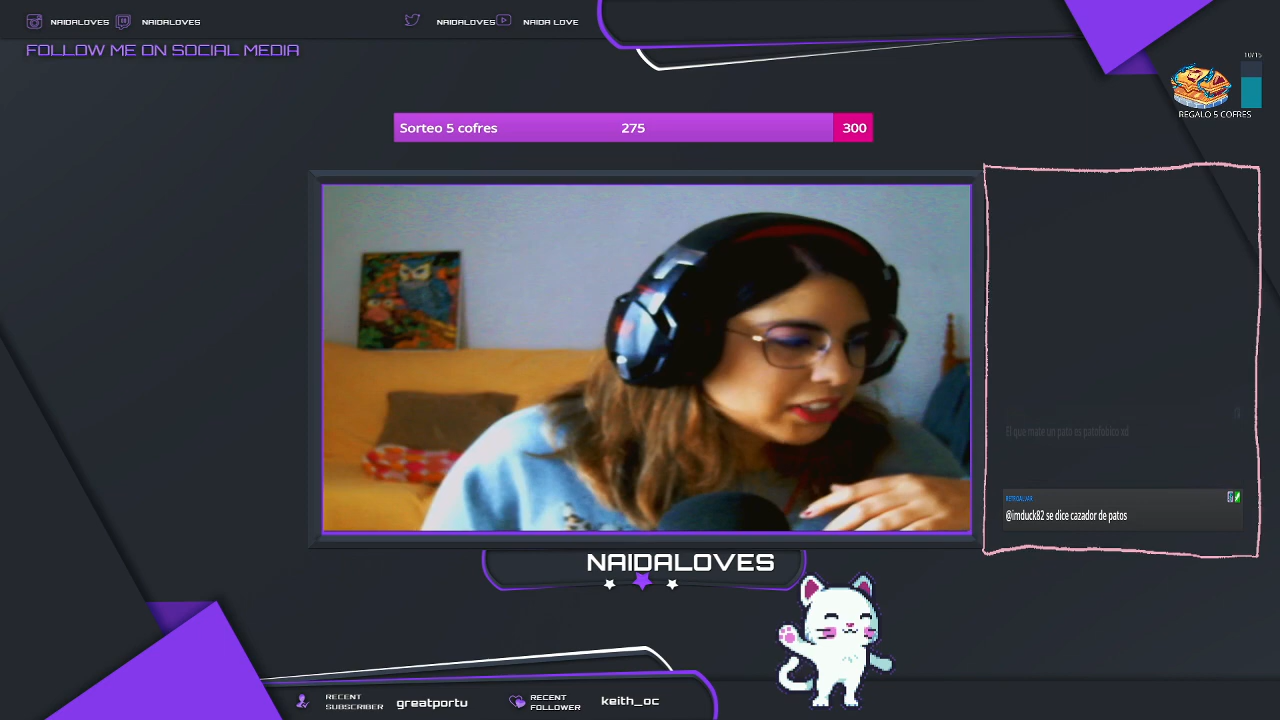 NAIDALOVES
NAIDALOVES
NAIDALOVES
NAIDA LOVE
FOLLOW ME ON SOCIAL MEDIA
10/15
REGALO 5 COFRES
Sorteo 5 cofres 275 300
El que mate un pato es patofobico xd
@imduck82 se dice cazador de patos
NAIDALOVES
RECENT
SUBSCRIBER
greatportu
RECENT
FOLLOWER
keith_oc